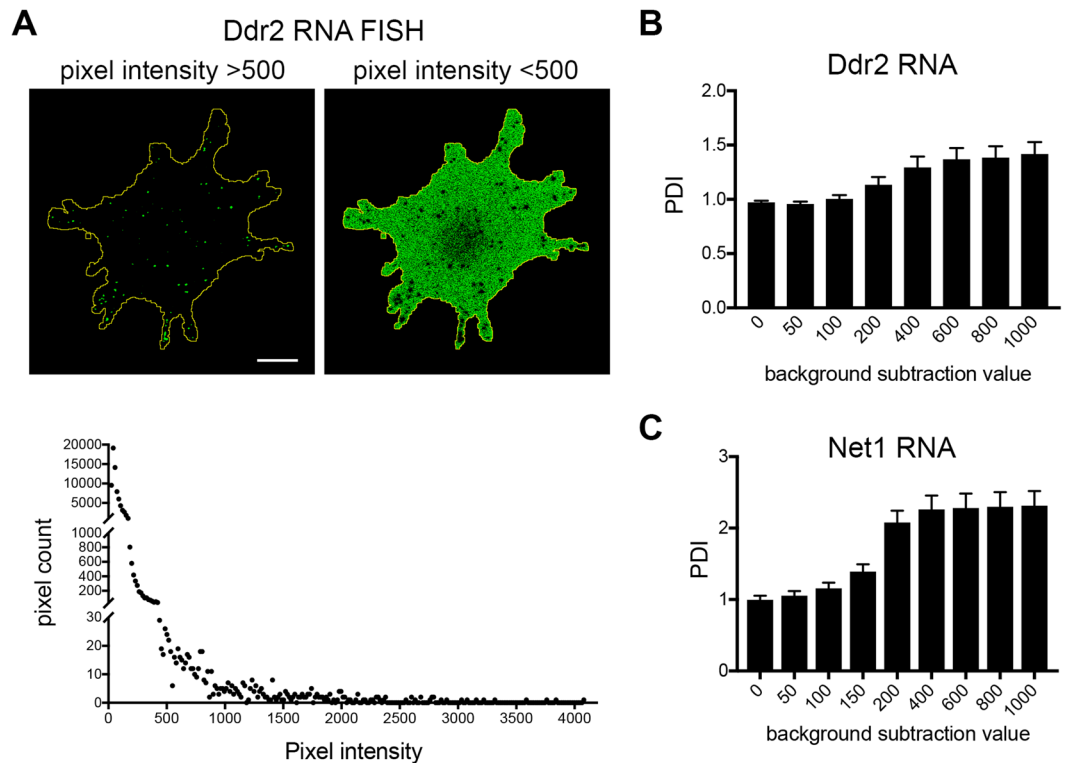 A
Ddr2 RNA FISH
pixel intensity >500
pixel intensity <500
pixel count
20000
15000
10000
5000
1000
800
600
400
200
30
20
10
0
0 500 1000 1500 2000 2500 3000 3500 4000
Pixel intensity
B
Ddr2 RNA
PDI
2.0
1.5
1.0
0.5
0.0
0 50 100 200 400 600 800 1000
background subtraction value
C
Net1 RNA
PDI
3
2
1
0
0 50 100 150 200 400 600 800 1000
background subtraction value